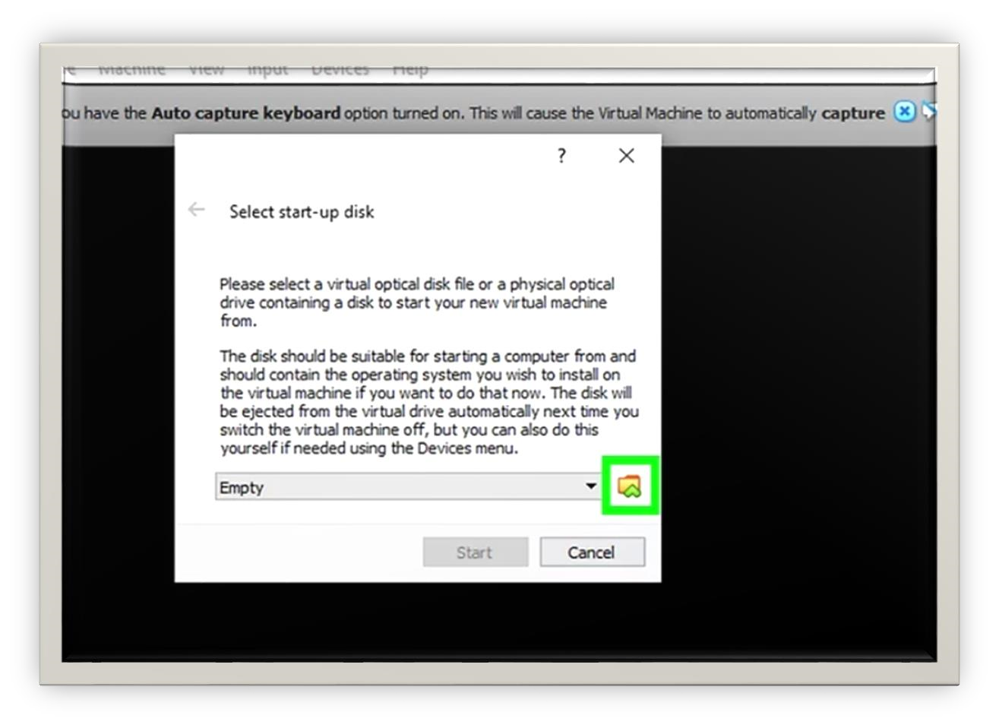 e Machine View Input Devices Help
ou have the Auto capture keyboard option turned on. This will cause the Virtual Machine to automatically capture
?
Select start-up disk
Please select a virtual optical disk file or a physical optical
drive containing a disk to start your new virtual machine
from.
The disk should be suitable for starting a computer from and
should contain the operating system you wish to install on
the virtual machine if you want to do that now. The disk will
be ejected from the virtual drive automatically next time you
switch the virtual machine off, but you can also do this
yourself if needed using the Devices menu.
Empty
Start Cancel